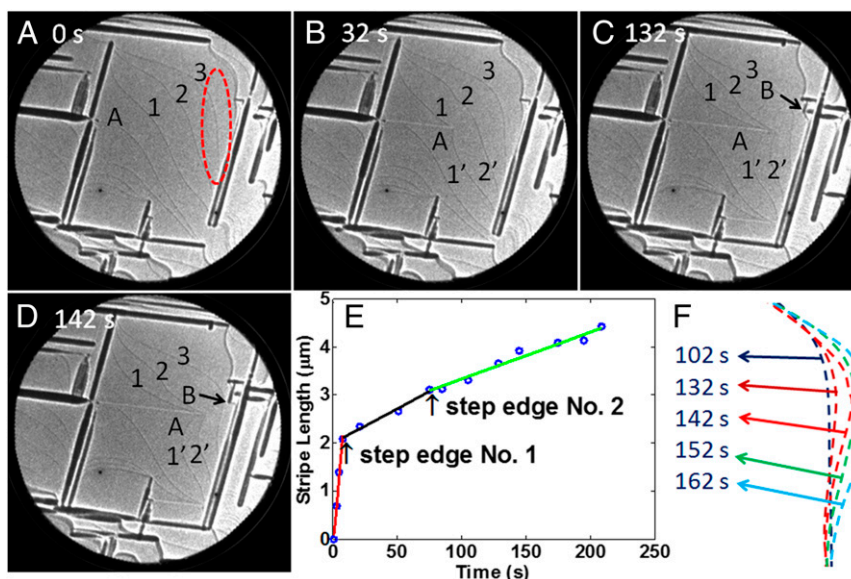 A 0 s
3
2
1
A
B 32 s
3
2
1
A
1' 2'
C 132 s
3
2
1
B
A
1' 2'
D 142 s
3
2
1
B
A
1' 2'
E
5
4
3
2
1
0
Stripe Length (μm)
step edge No. 2
step edge No. 1
0 50 100 150 200 250
Time (s)
F
102 s
132 s
142 s
152 s
162 s